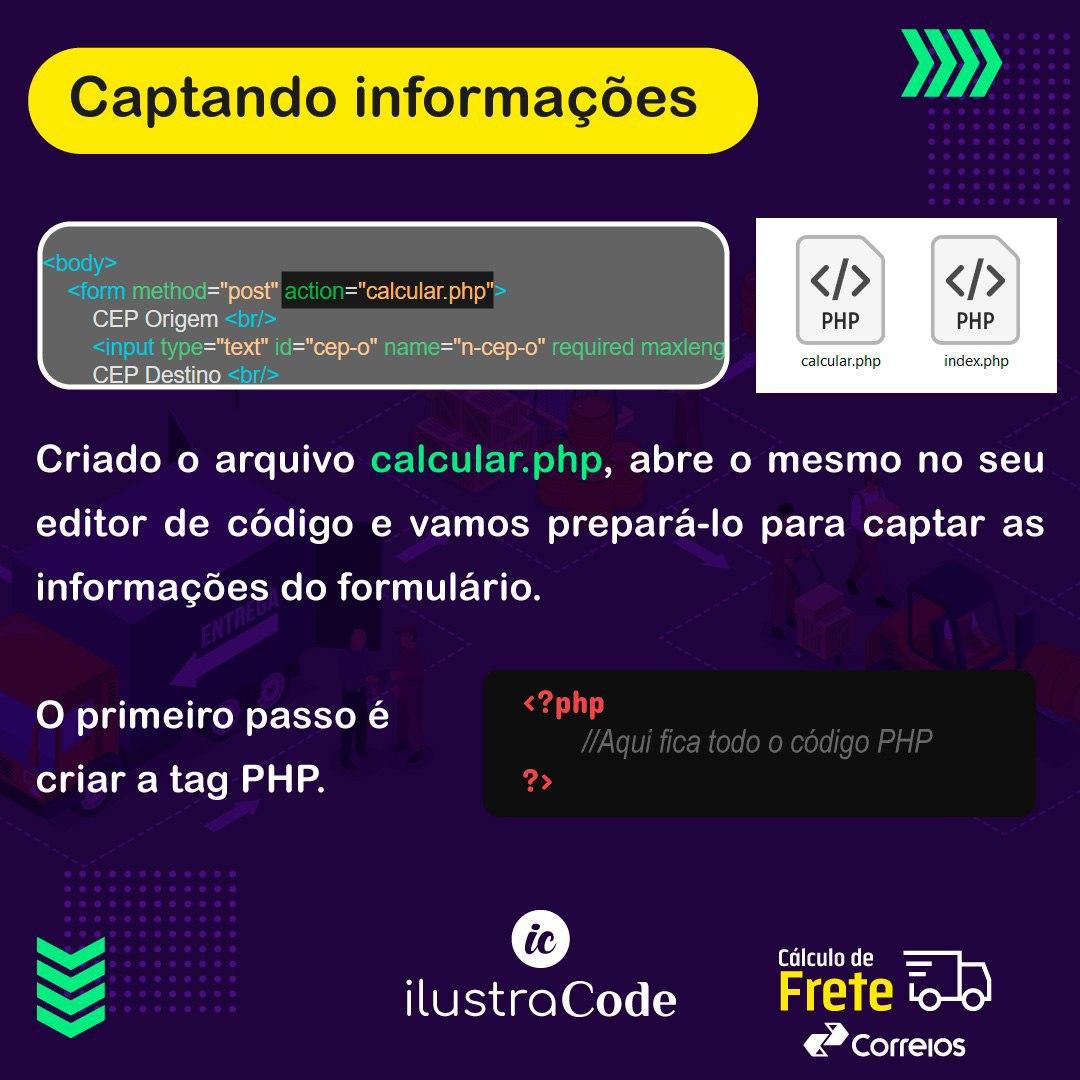 Captando informações
<body>
<form method="post" action="calcular.php">
CEP Origem <br/>
<input type="text" id="cep-o" name="n-cep-o" required maxleng
CEP Destino <br/>
PHP
PHP
calcular.php
index.php
Criado o arquivo calcular.php, abre o mesmo no seu
editor de código e vamos prepará-lo para captar as
informações do formulário.
ENTREGA
O primeiro passo é
criar a tag PHP.
<?php
//Aqui fica todo o código PHP
?>
ic
ilustraCode
Cálculo de
Frete
Correios